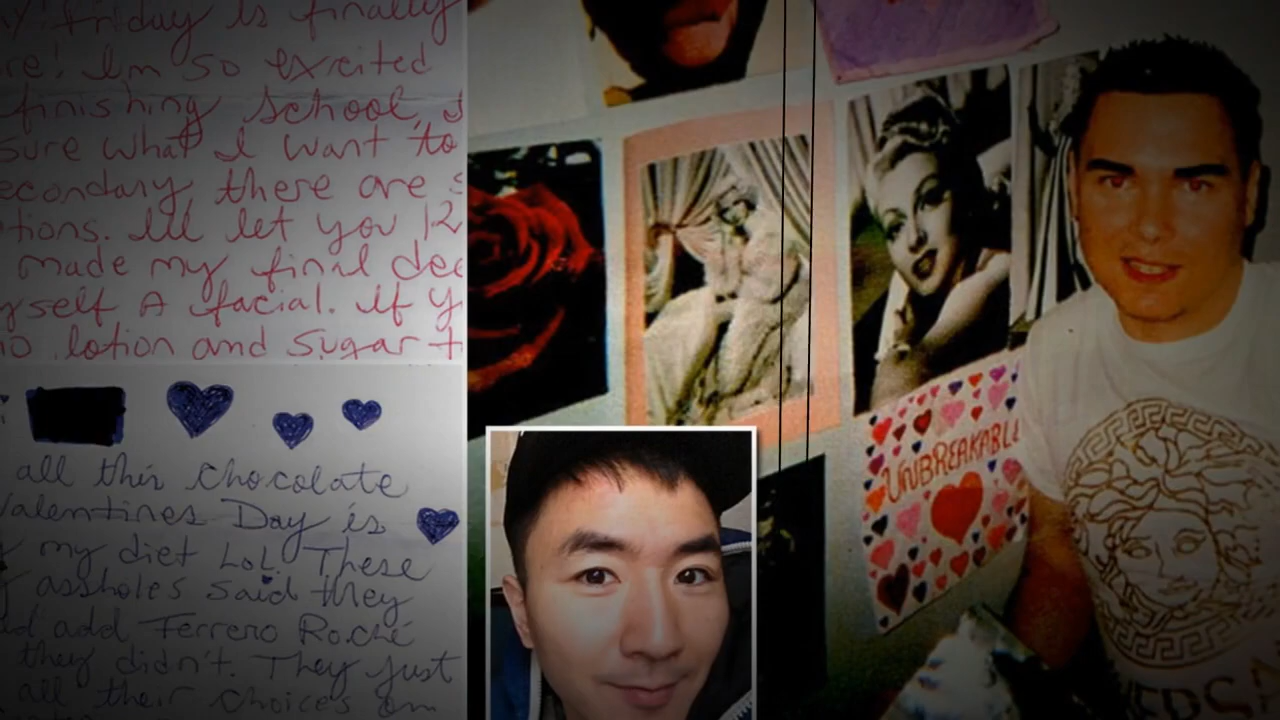 Friday is finally
Im so excited
finishing school,
sure what I want to
there are
tions. Ill let you
made my final dec
yself A facial. If y
lotion and sugar
all this chocolate
Valentines Day is
my diet LoL. These
assholes said they
add Ferrero Roché
they didn't. They just
all their choices on
UNBREAKABLE